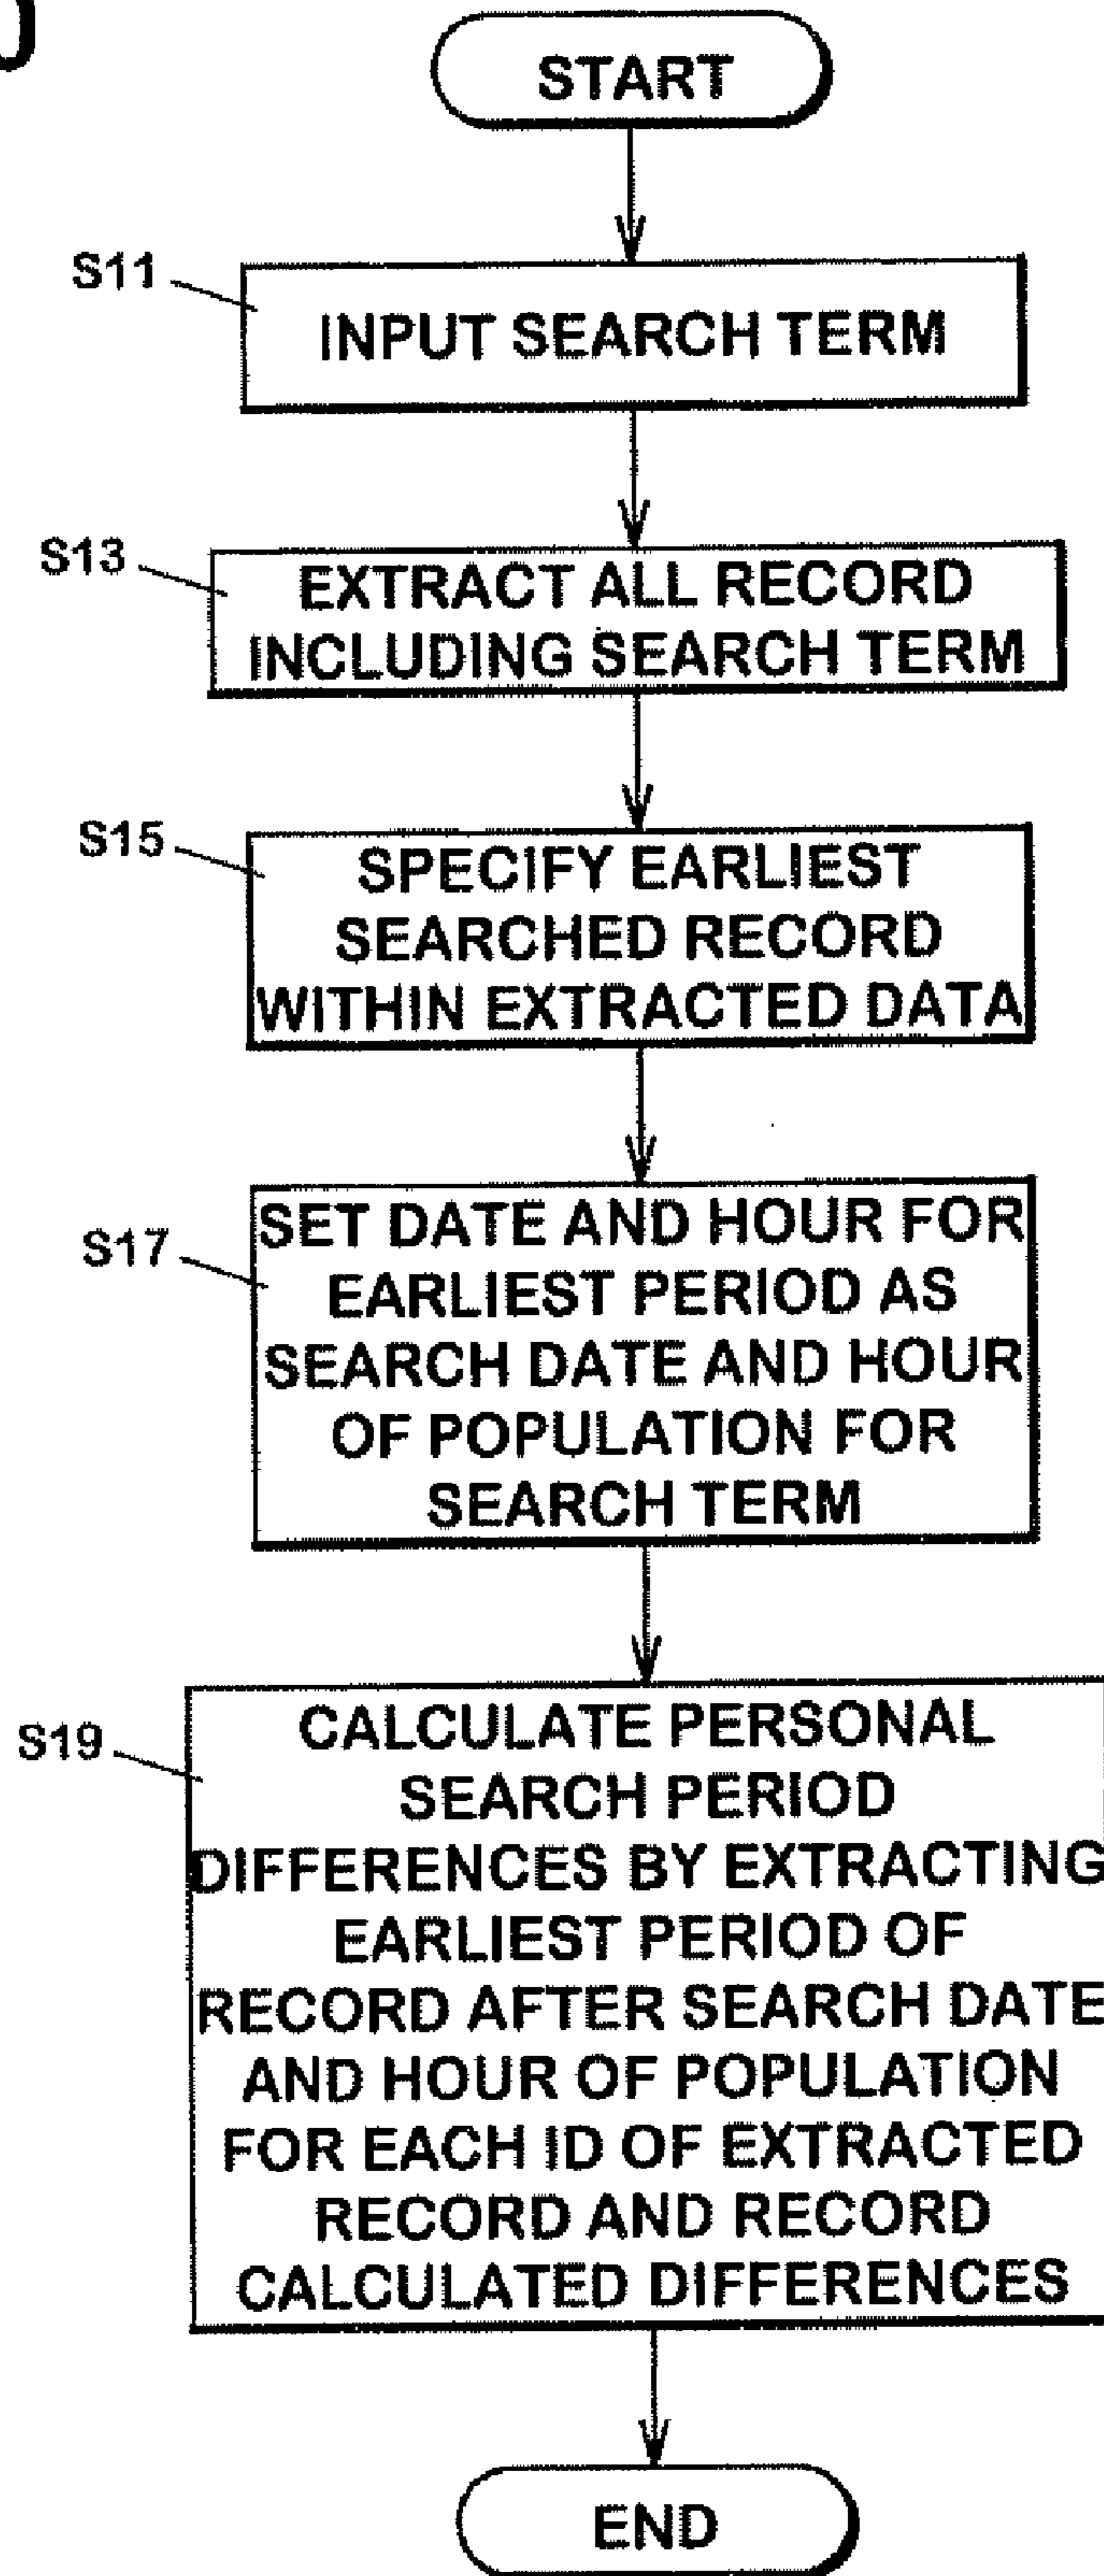 START
S11
INPUT SEARCH TERM
S13
EXTRACT ALL RECORD
INCLUDING SEARCH TERM
S15
SPECIFY EARLIEST
SEARCHED RECORD
WITHIN EXTRACTED DATA
S17
SET DATE AND HOUR FOR
EARLIEST PERIOD AS
SEARCH DATE AND HOUR
OF POPULATION FOR
SEARCH TERM
S19
CALCULATE PERSONAL
SEARCH PERIOD
DIFFERENCES BY EXTRACTING
EARLIEST PERIOD OF
RECORD AFTER SEARCH DATE
AND HOUR OF POPULATION
FOR EACH ID OF EXTRACTED
RECORD AND RECORD
CALCULATED DIFFERENCES
END